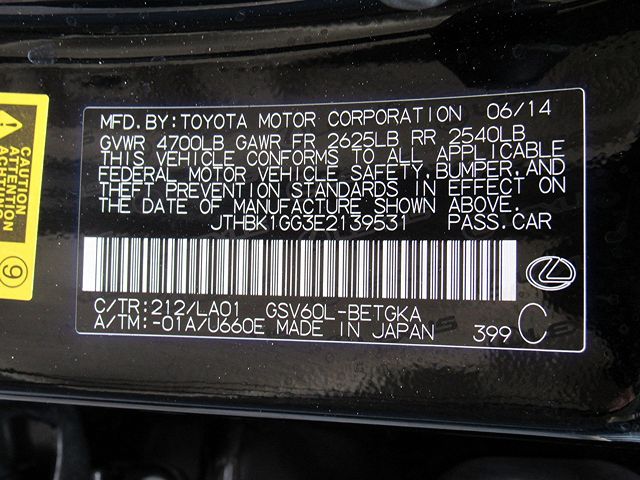 MFD.BY:TOYOTA MOTOR CORPORATION 06/14
GVWR 4700LB GAWR FR 2625LB RR 2540LB
THIS VEHICLE CONFORMS TO ALL APPLICABLE
FEDERAL MOTOR VEHICLE SAFETY,BUMPER,AND
THEFT PREVENTION STANDARDS IN EFFECT ON
THE DATE OF MANUFACTURE SHOWN ABOVE.
JTHBK1GG3E2139531 PASS.CAR
C/TR:212/LA01 GSV60L-BETGKA
A/TM:-01A/U660E MADE IN JAPAN 399 C
CAUTION
ATTENTION
ACHTUNG
9